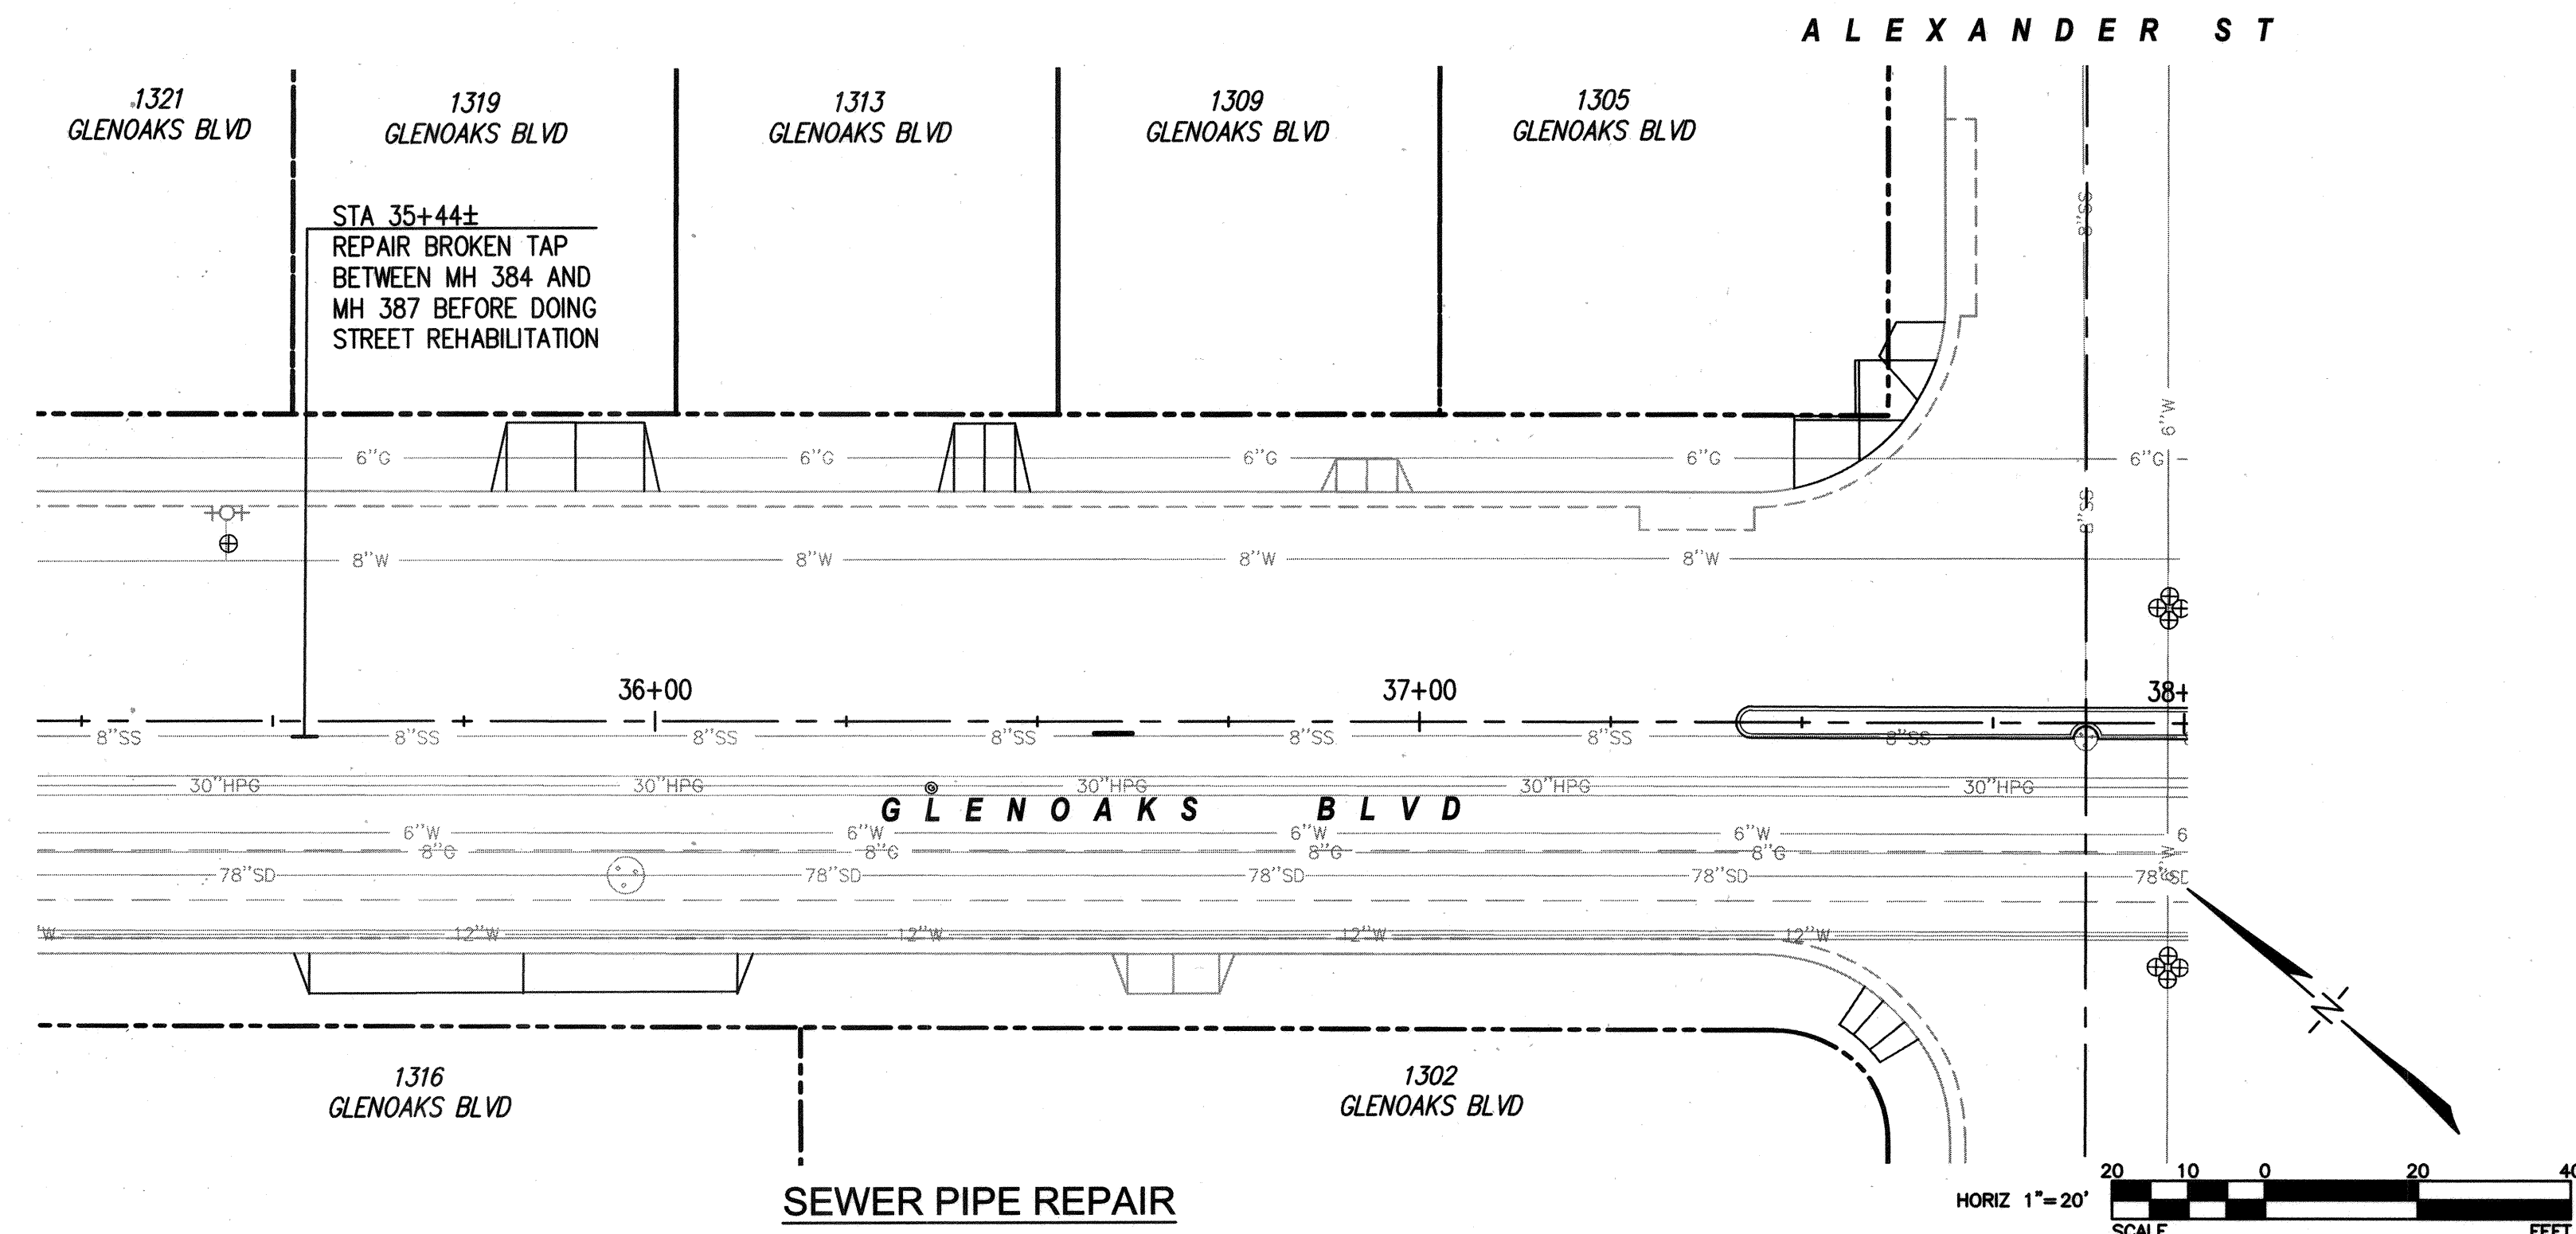 ALEXANDER ST
1321
GLENOAKS BLVD
1319
GLENOAKS BLVD
1313
GLENOAKS BLVD
1309
GLENOAKS BLVD
1305
GLENOAKS BLVD
STA 35+44±
REPAIR BROKEN TAP
BETWEEN MH 384 AND
MH 387 BEFORE DOING
STREET REHABILITATION
8"SS
6"W
6"G 6"G 6"G 6"G 6"G
8"SS
8"W 8"W 8"W 8"W
36+00 37+00 38+
8"SS 8"SS 8"SS 8"SS 8"SS 8"SS 8"SS
30"HPG 30"HPG 30"HPG 30"HPG 30"HPG
GLENOAKS BLVD
6"W 6"W 6"W 6"W 6
8"G 8"G 8"G 8"G
78"SD 78"SD 78"SD 78"SD 78"SD
"W 12"W 12"W 12"W 12"W
N
1316
GLENOAKS BLVD
1302
GLENOAKS BLVD
SEWER PIPE REPAIR
20 10 0 20 40
HORIZ 1"=20'
SCALE FEET